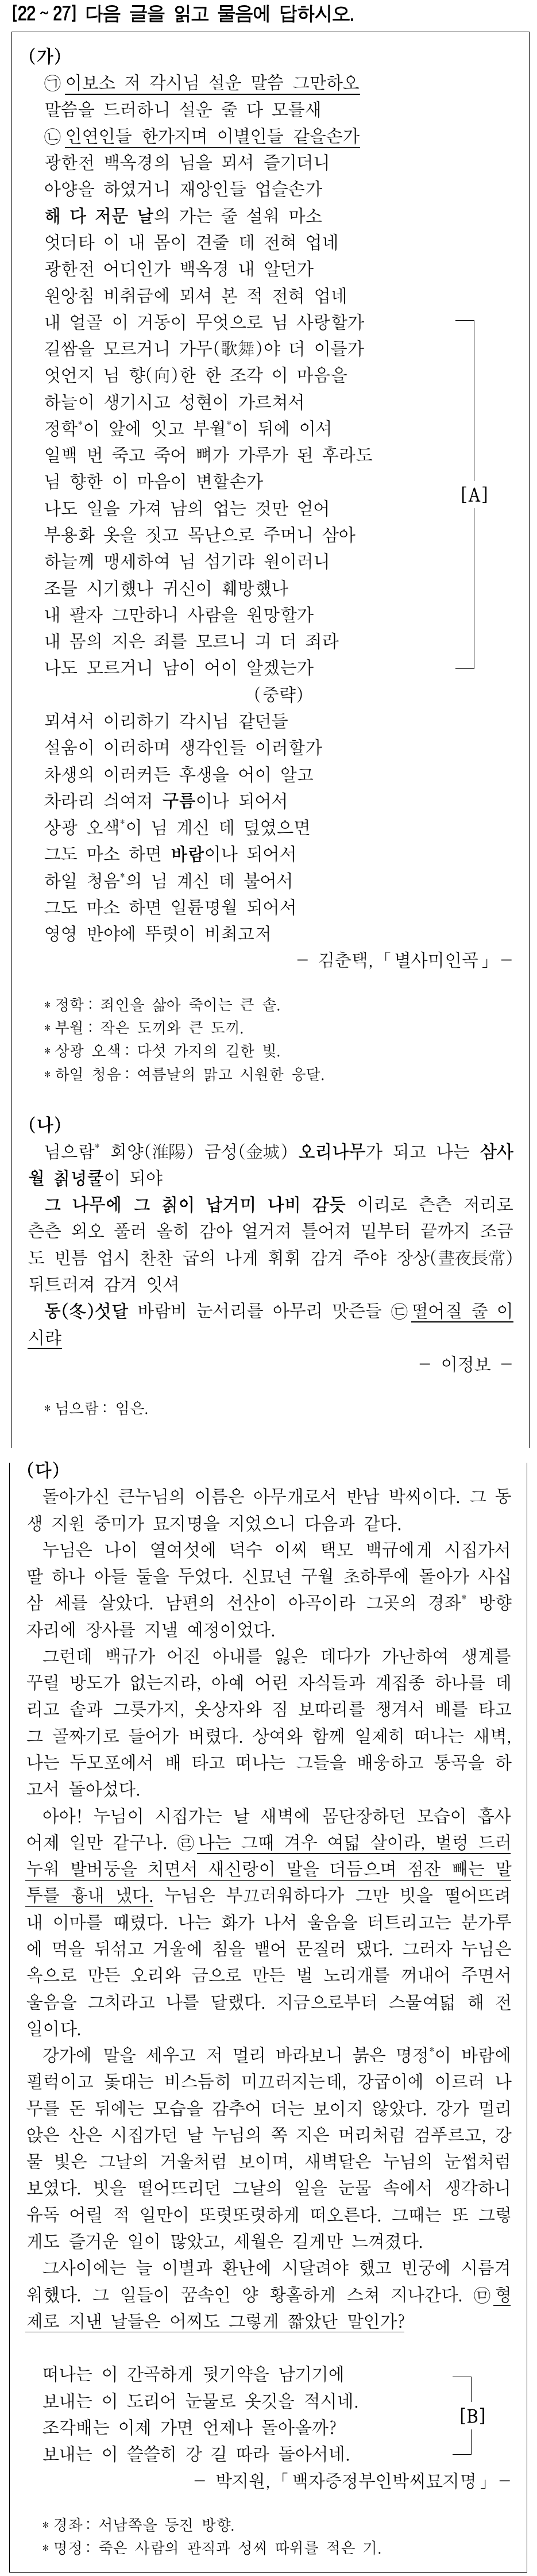 [22~27] 다음 글을 읽고 물음에 답하시오.
(가)
㉠ 이보소 저 각시님 설운 말씀 그만하오
말씀을 드러하니 설운 줄 다 모를새
㉡ 인연인들 한가지며 이별인들 같을손가
광한전 백옥경의 님을 뫼셔 즐기더니
아양을 하였거니 재앙인들 업슬손가
해 다 저문 날의 가는 줄 설워 마소
엇더타 이 내 몸이 견줄 데 전혀 업네
광한전 어디인가 백옥경 내 알던가
원앙침 비취금에 뫼셔 본 적 전혀 업네
내 얼골 이 거동이 무엇으로 님 사랑할가
길쌈을 모르거니 가무(歌舞)야 더 이를가
엇언지 님 향(向)한 한 조각 이 마음을
하늘이 생기시고 성현이 가르쳐서
정학*이 앞에 잇고 부월*이 뒤에 이셔
일백 번 죽고 죽어 뼈가 가루가 된 후라도
님 향한 이 마음이 변할손가
[A]
나도 일을 가져 남의 업는 것만 얻어
부용화 옷을 짓고 목난으로 주머니 삼아
하늘께 맹세하여 님 섬기랴 원이러니
조믈 시기했나 귀신이 훼방했나
내 팔자 그만하니 사람을 원망할가
내 몸의 지은 죄를 모르니 긔 더 죄라
나도 모르거니 남이 어이 알겠는가
(중략)
뫼셔서 이리하기 각시님 같던들
설움이 이러하며 생각인들 이러할가
차생의 이러커든 후생을 어이 알고
차라리 싀여져 구름이나 되어서
상광 오색*이 님 계신 데 덮였으면
그도 마소 하면 바람이나 되어서
하일 청음*의 님 계신 데 불어서
그도 마소 하면 일륜명월 되어서
영영 반야에 뚜렷이 비최고저
- 김춘택, 「별사미인곡」 -
* 정학 : 죄인을 삶아 죽이는 큰 솥.
* 부월 : 작은 도끼와 큰 도끼.
* 상광 오색 : 다섯 가지의 길한 빛.
* 하일 청음 : 여름날의 맑고 시원한 응달.
(나)
님으람* 회양(淮陽) 금성(金城) 오리나무가 되고 나는 삼사
월 칡넝쿨이 되야
그 나무에 그 칡이 납거미 나비 감듯 이리로 츤츤 저리로
츤츤 외오 풀러 올히 감아 얼거져 틀어져 밑부터 끝까지 조금
도 빈틈 업시 찬찬 굽의 나게 휘휘 감겨 주야 장상(晝夜長常)
뒤트러져 감겨 잇셔
동(冬)섯달 바람비 눈서리를 아무리 맛즌들 ㉢ 떨어질 줄 이
시랴
- 이정보 -
* 님으람 : 임은.
(다)
돌아가신 큰누님의 이름은 아무개로서 반남 박씨이다. 그 동
생 지원 중미가 묘지명을 지었으니 다음과 같다.
누님은 나이 열여섯에 덕수 이씨 택모 백규에게 시집가서
딸 하나 아들 둘을 두었다. 신묘년 구월 초하루에 돌아가 사십
삼 세를 살았다. 남편의 선산이 아곡이라 그곳의 경좌* 방향
자리에 장사를 지낼 예정이었다.
그런데 백규가 어진 아내를 잃은 데다가 가난하여 생계를
꾸릴 방도가 없는지라, 아예 어린 자식들과 계집종 하나를 데
리고 솥과 그릇가지, 옷상자와 짐 보따리를 챙겨서 배를 타고
그 골짜기로 들어가 버렸다. 상여와 함께 일제히 떠나는 새벽,
나는 두모포에서 배 타고 떠나는 그들을 배웅하고 통곡을 하
고서 돌아섰다.
아아! 누님이 시집가는 날 새벽에 몸단장하던 모습이 흡사
어제 일만 같구나. ㉣ 나는 그때 겨우 여덟 살이라, 벌렁 드러
누워 발버둥을 치면서 새신랑이 말을 더듬으며 점잔 빼는 말
투를 흉내 냈다. 누님은 부끄러워하다가 그만 빗을 떨어뜨려
내 이마를 때렸다. 나는 화가 나서 울음을 터트리고는 분가루
에 먹을 뒤섞고 거울에 침을 뱉어 문질러 댔다. 그러자 누님은
옥으로 만든 오리와 금으로 만든 벌 노리개를 꺼내어 주면서
울음을 그치라고 나를 달랬다. 지금으로부터 스물여덟 해 전
일이다.
강가에 말을 세우고 저 멀리 바라보니 붉은 명정*이 바람에
펄럭이고 돛대는 비스듬히 미끄러지는데, 강굽이에 이르러 나
무를 돈 뒤에는 모습을 감추어 더는 보이지 않았다. 강가 멀리
앉은 산은 시집가던 날 누님의 쪽 지은 머리처럼 검푸르고, 강
물 빛은 그날의 거울처럼 보이며, 새벽달은 누님의 눈썹처럼
보였다. 빗을 떨어뜨리던 그날의 일을 눈물 속에서 생각하니
유독 어릴 적 일만이 또렷또렷하게 떠오른다. 그때는 또 그렇
게도 즐거운 일이 많았고, 세월은 길게만 느껴졌다.
그사이에는 늘 이별과 환난에 시달려야 했고 빈궁에 시름겨
워했다. 그 일들이 꿈속인 양 황홀하게 스쳐 지나간다. ㉤ 형
제로 지낸 날들은 어찌도 그렇게 짧았단 말인가?
떠나는 이 간곡하게 뒷기약을 남기기에
보내는 이 도리어 눈물로 옷깃을 적시네.
조각배는 이제 가면 언제나 돌아올까?
보내는 이 쓸쓸히 강 길 따라 돌아서네.
[B]
- 박지원, 「백자증정부인박씨묘지명」 -
* 경좌 : 서남쪽을 등진 방향.
* 명정 : 죽은 사람의 관직과 성씨 따위를 적은 기.